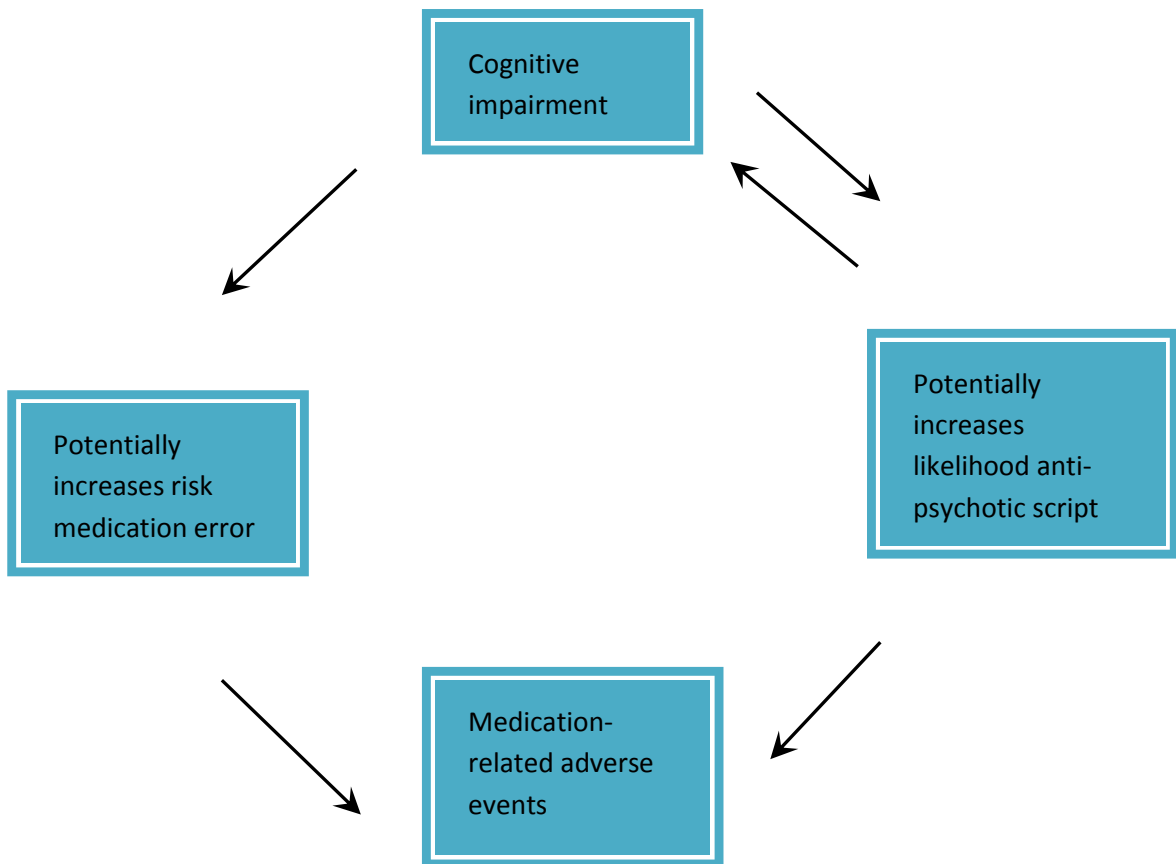 Cognitive
impairment
Potentially
increases risk
medication error
Potentially
increases
likelihood anti-
psychotic script
Medication-
related adverse
events